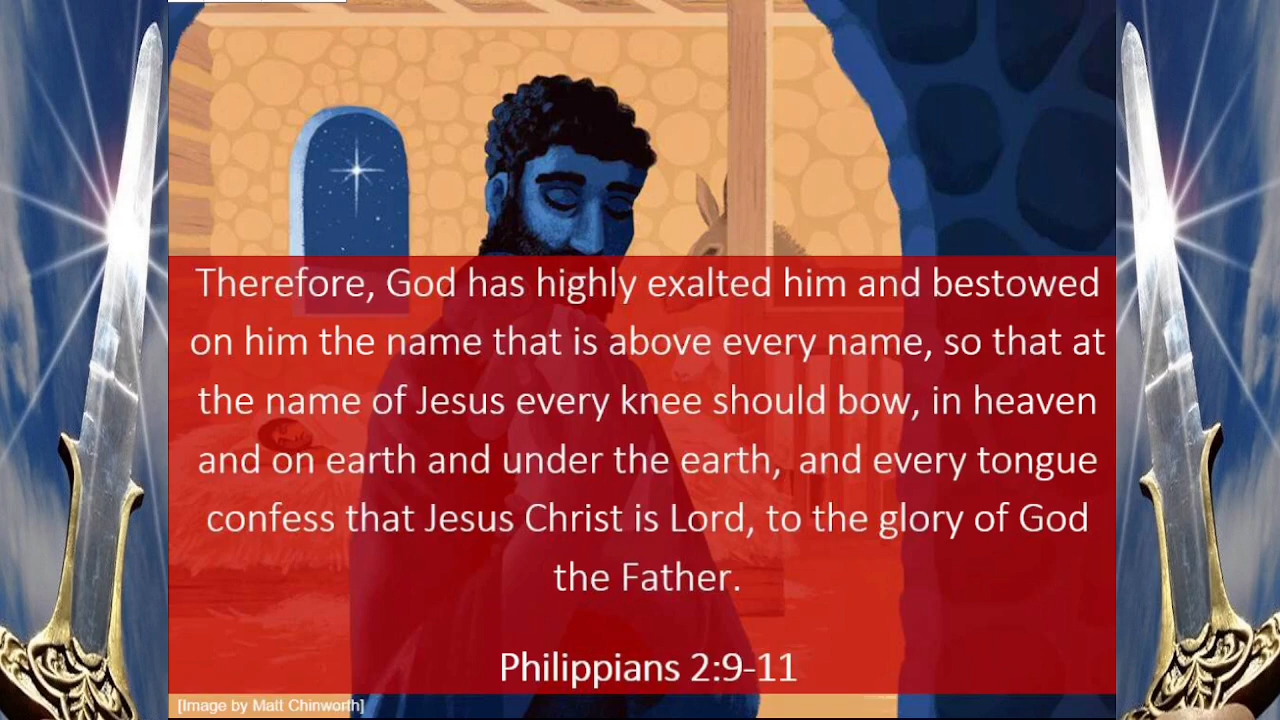 Therefore, God has highly exalted him and bestowed
on him the name that is above every name, so that at
the name of Jesus every knee should bow, in heaven
and on earth and under the earth, and every tongue
confess that Jesus Christ is Lord, to the glory of God
the Father.
Philippians 2:9-11
[Image by Matt Chinworth]